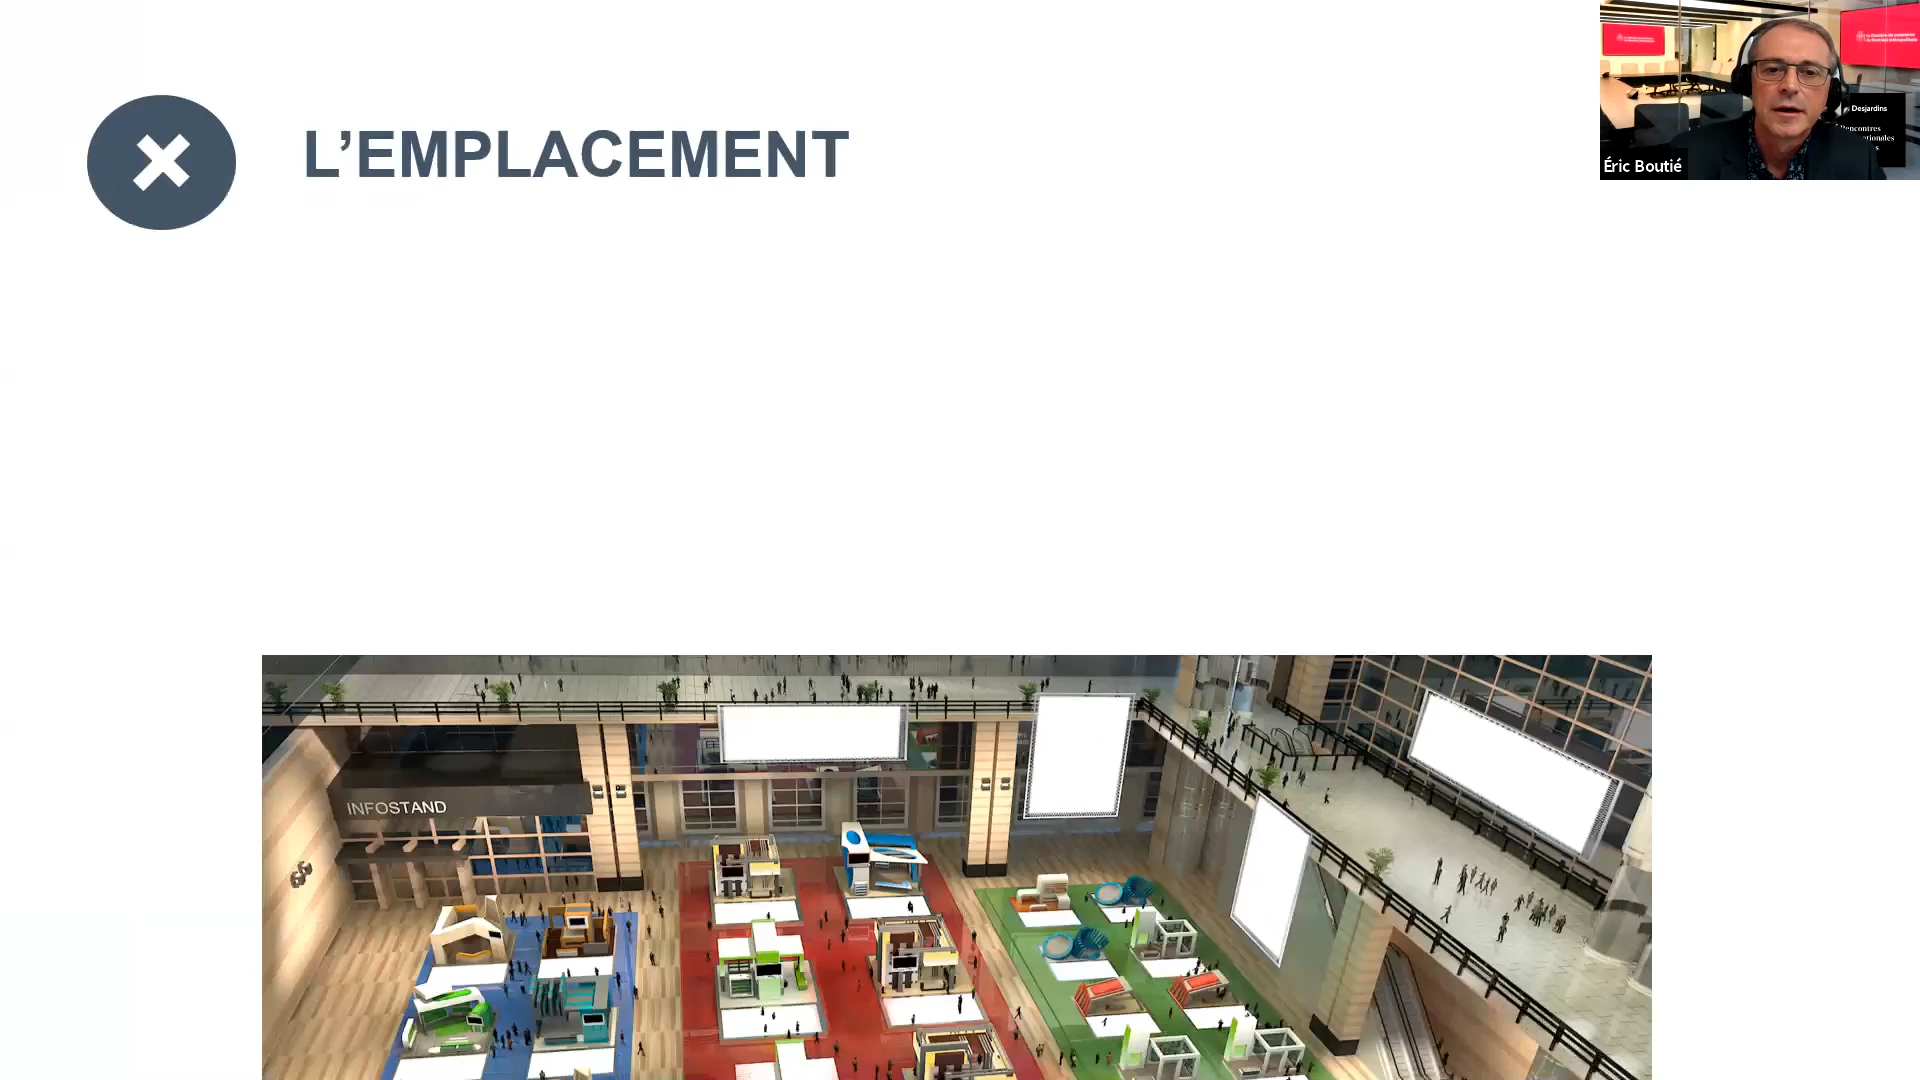 L’EMPLACEMENT
Desjardins
Éric Boutié
INFOSTAND